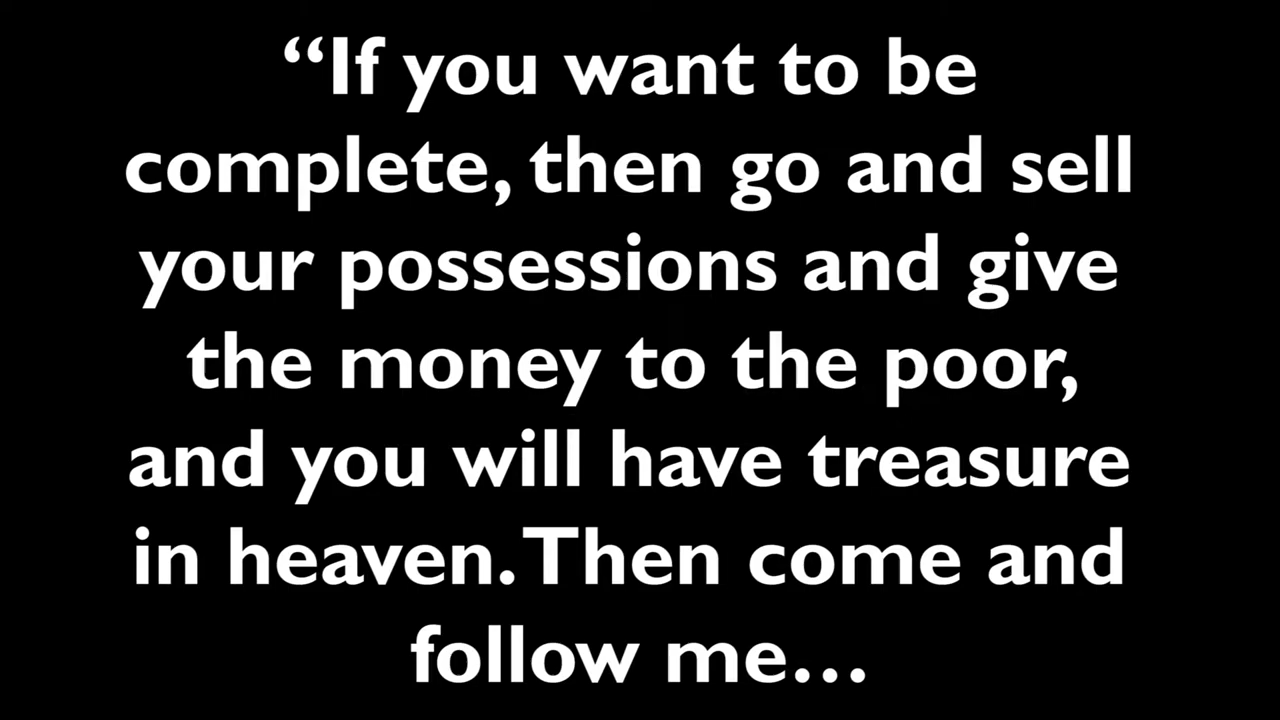 “If you want to be
complete, then go and sell
your possessions and give
the money to the poor,
and you will have treasure
in heaven. Then come and
follow me…